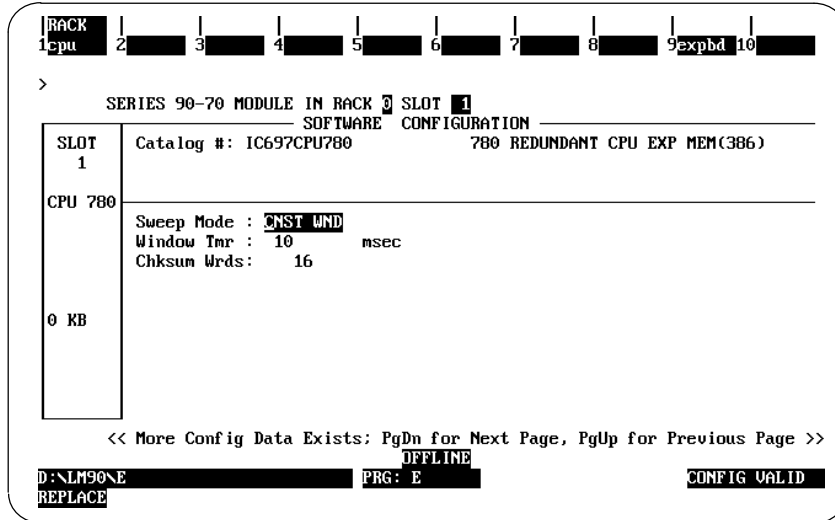 RACK
1cpu 2 3 4 5 6 7 8 9expbd 10
>
SERIES 90-70 MODULE IN RACK 0 SLOT 1
SOFTWARE CONFIGURATION
SLOT Catalog #: IC697CPU780 780 REDUNDANT CPU EXP MEM(386)
1
CPU 780
Sweep Mode : CNST WND
Window Tmr : 10 msec
Chksum Wrds: 16
0 KB
<< More Config Data Exists; PgDn for Next Page, PgUp for Previous Page >>
OFFLINE
D:\LM90\E PRG: E CONFIG VALID
REPLACE